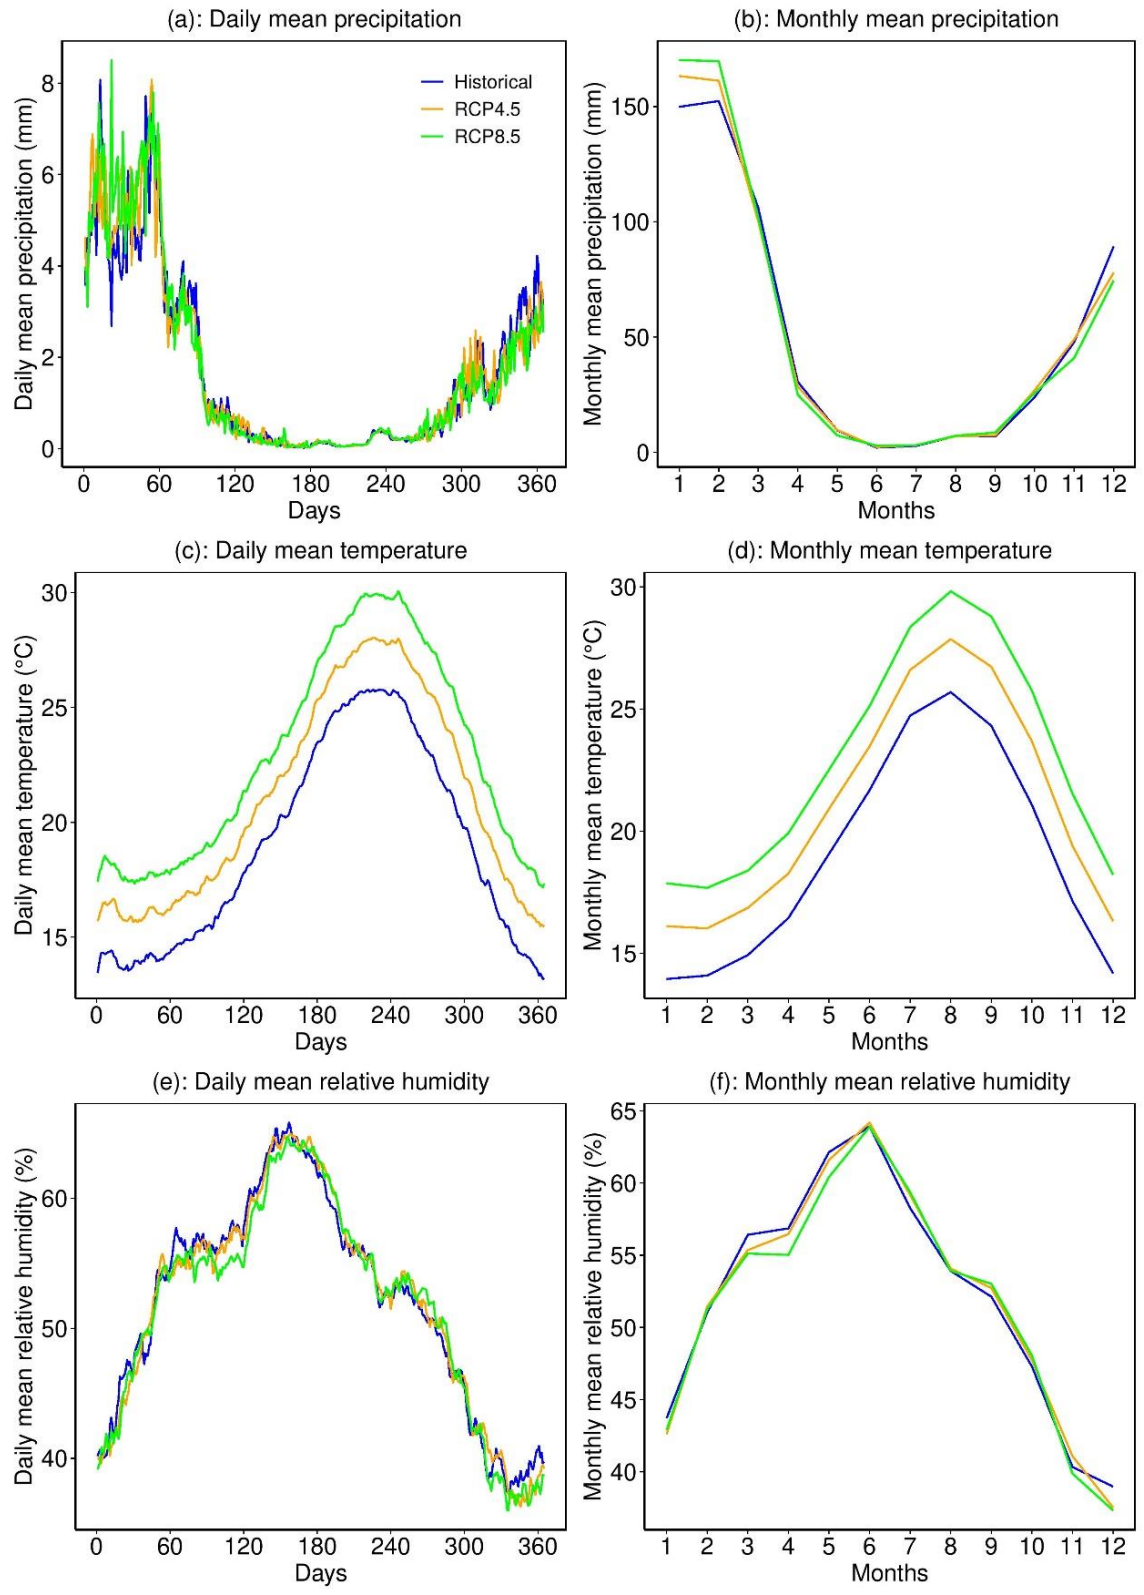 (a): Daily mean precipitation
Daily mean precipitation (mm)
8
6
4
2
0
Historical
RCP4.5
RCP8.5
0 60 120 180 240 300 360
Days
(b): Monthly mean precipitation
Monthly mean precipitation (mm)
150
100
50
0
1 2 3 4 5 6 7 8 9 10 11 12
Months
(c): Daily mean temperature
Daily mean temperature (°C)
30
25
20
15
0 60 120 180 240 300 360
Days
(d): Monthly mean temperature
Monthly mean temperature (°C)
30
25
20
15
1 2 3 4 5 6 7 8 9 10 11 12
Months
(e): Daily mean relative humidity
Daily mean relative humidity (%)
60
50
40
0 60 120 180 240 300 360
Days
(f): Monthly mean relative humidity
Monthly mean relative humidity (%)
65
60
55
50
45
40
1 2 3 4 5 6 7 8 9 10 11 12
Months